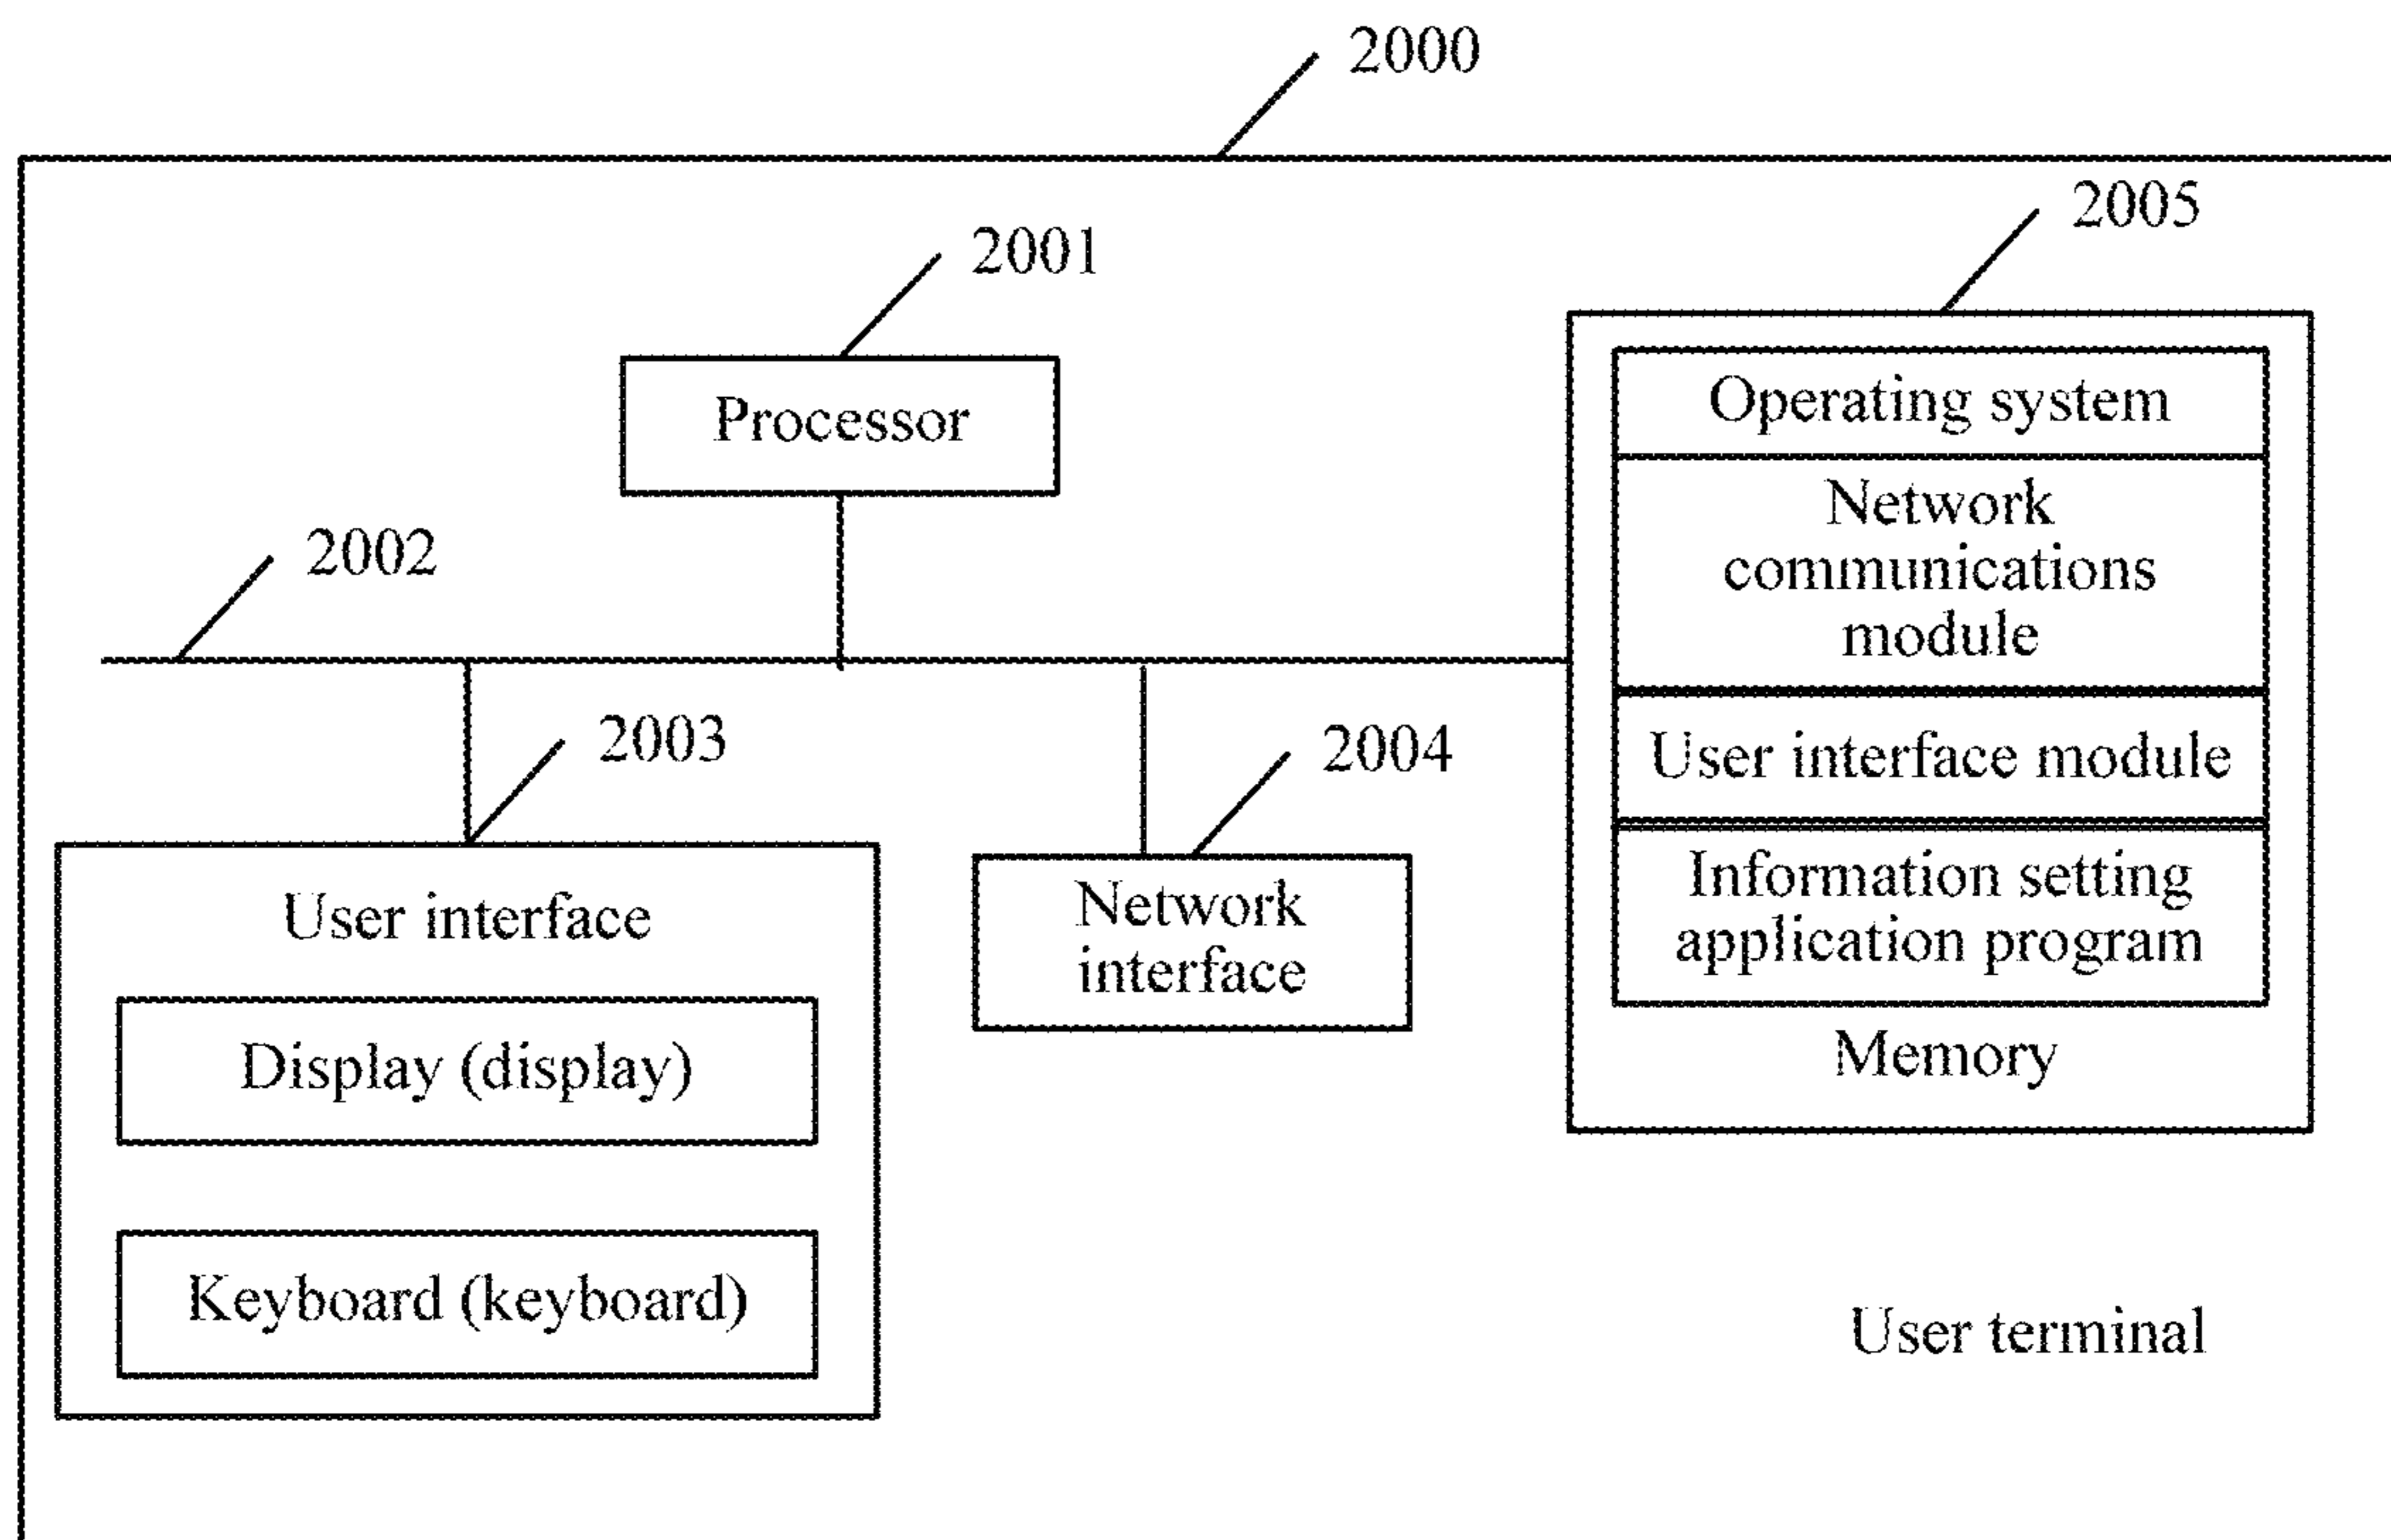 2000
2005
2001
Processor
Operating system
Network
communications
module
2002
User interface module
2003
2004
Information setting
application program
Memory
User interface
Network
interface
Display (display)
Keyboard (keyboard)
User terminal